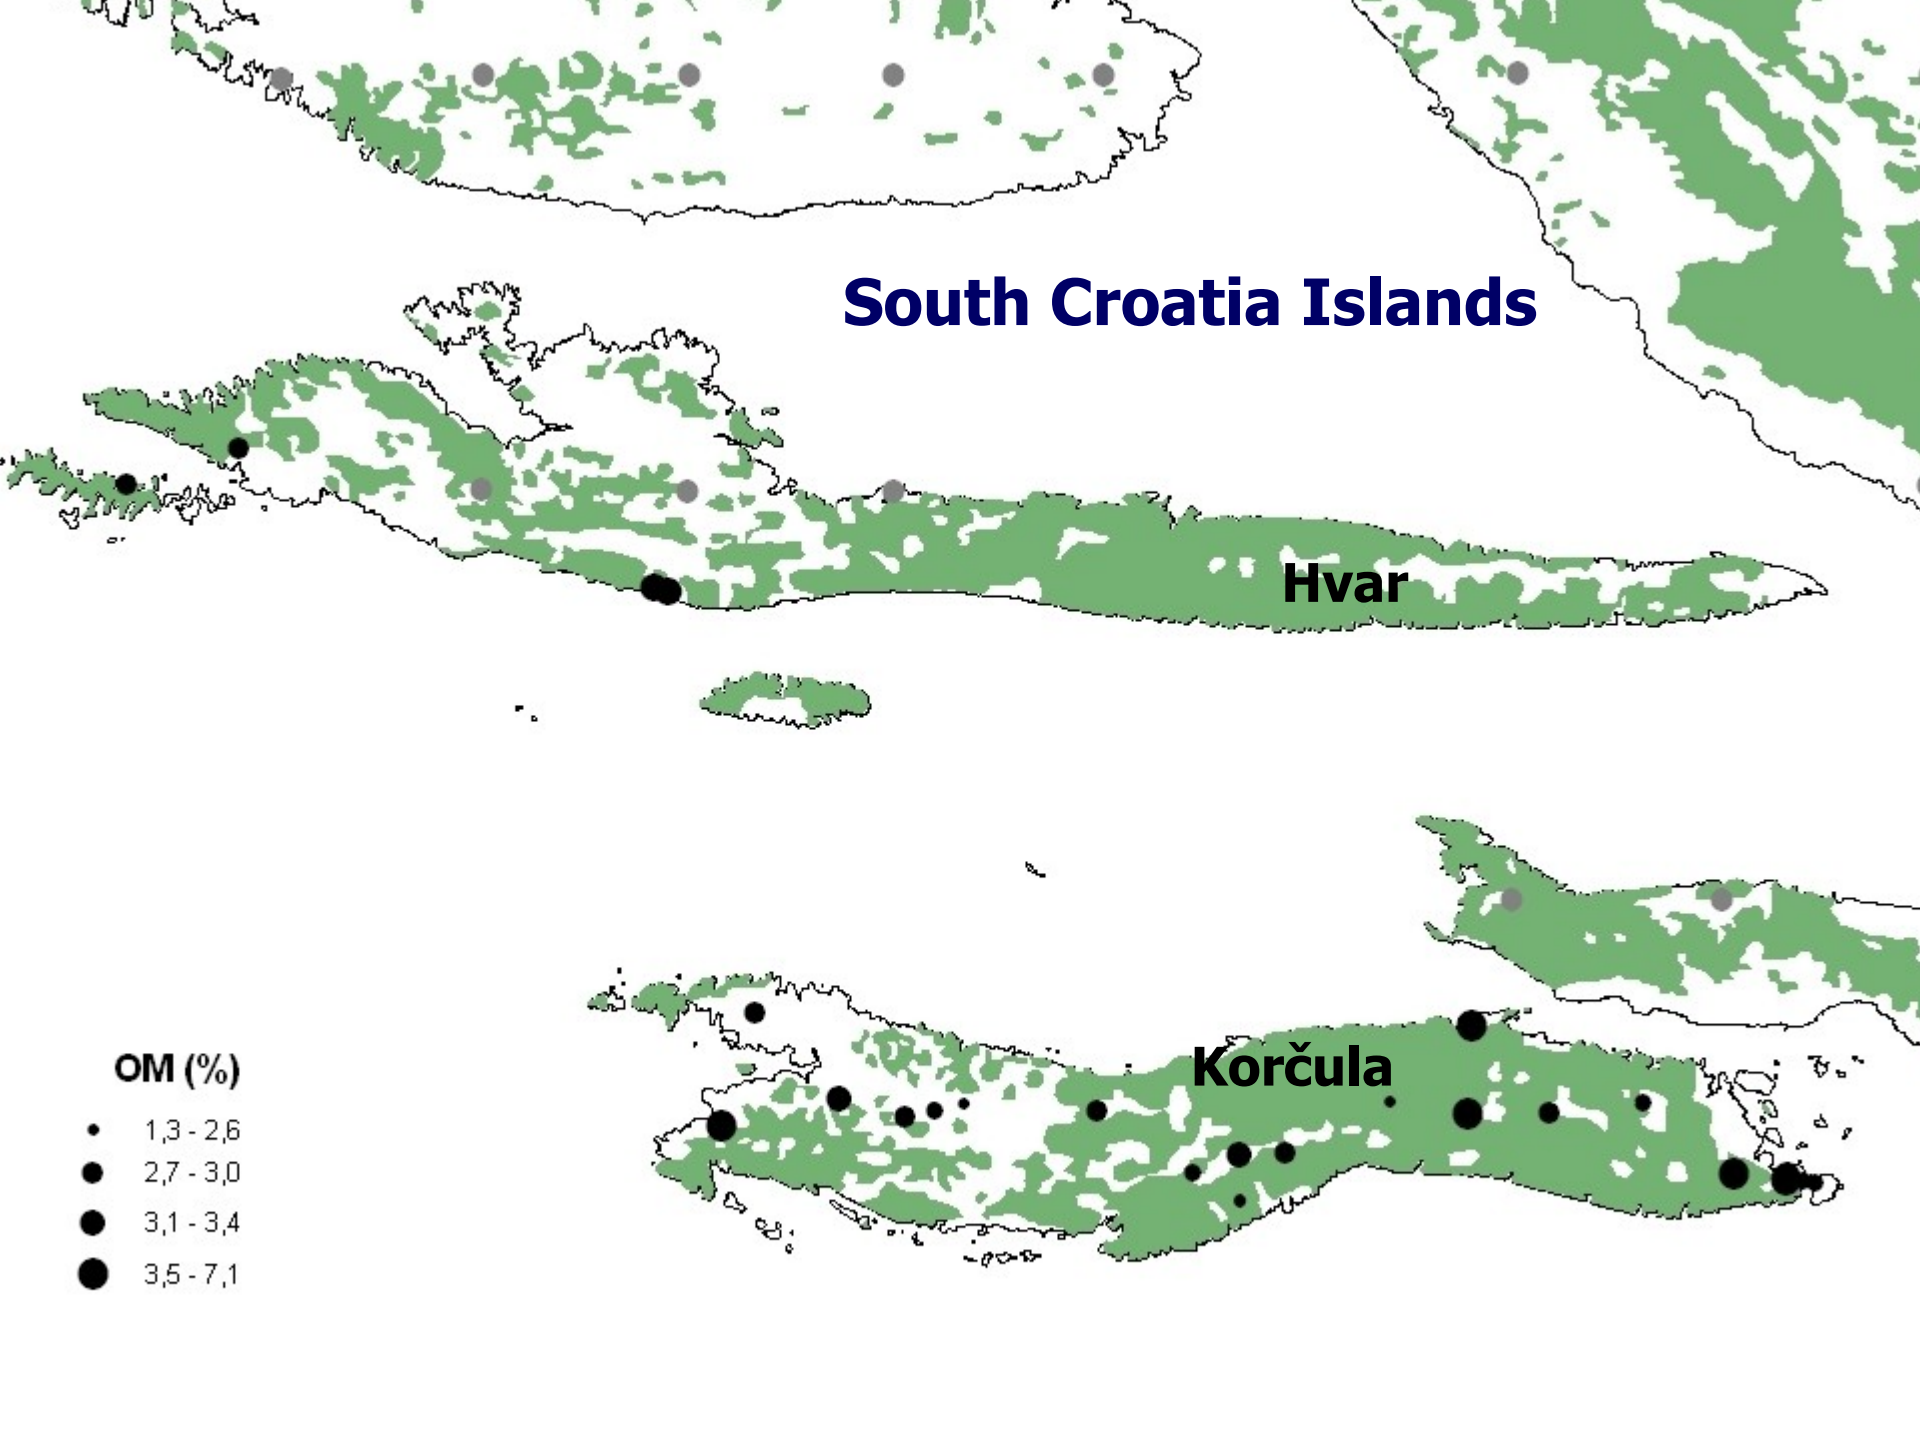 South Croatia Islands
Hvar
Korčula
OM (%)
1,3 - 2,6
2,7 - 3,0
3,1 - 3,4
3,5 - 7,1